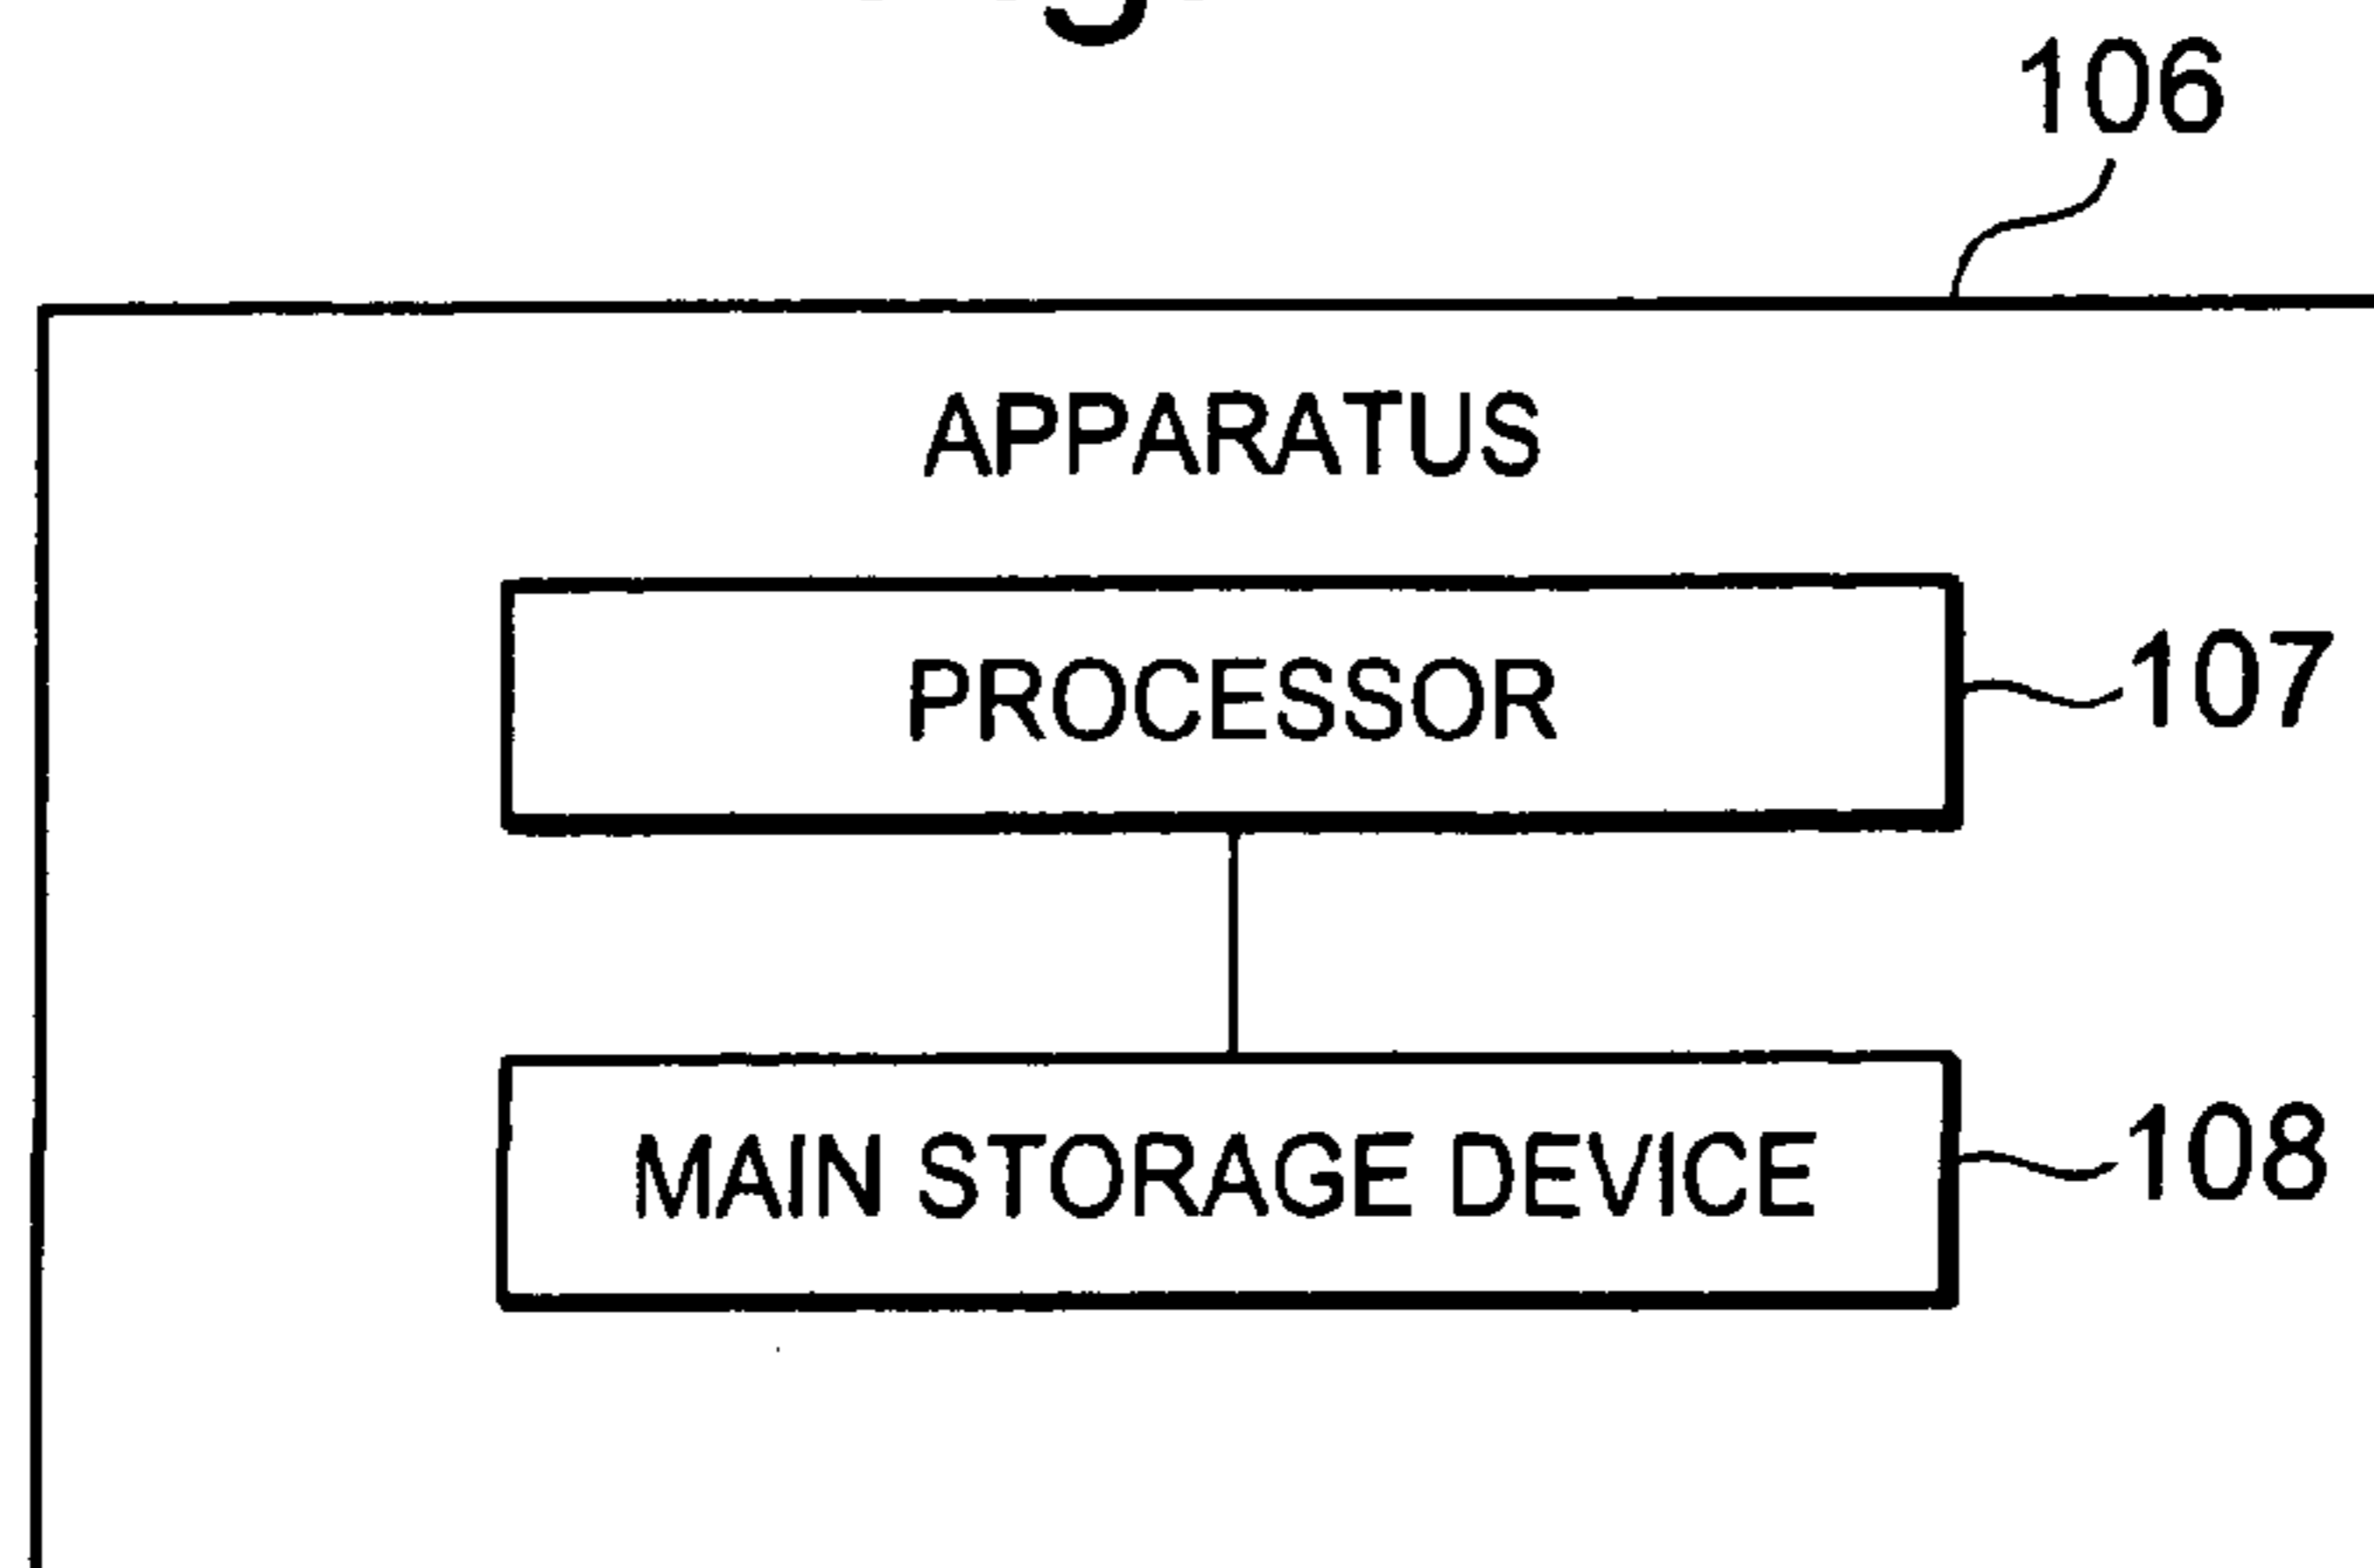 106
APPARATUS
PROCESSOR
107
MAIN STORAGE DEVICE
108